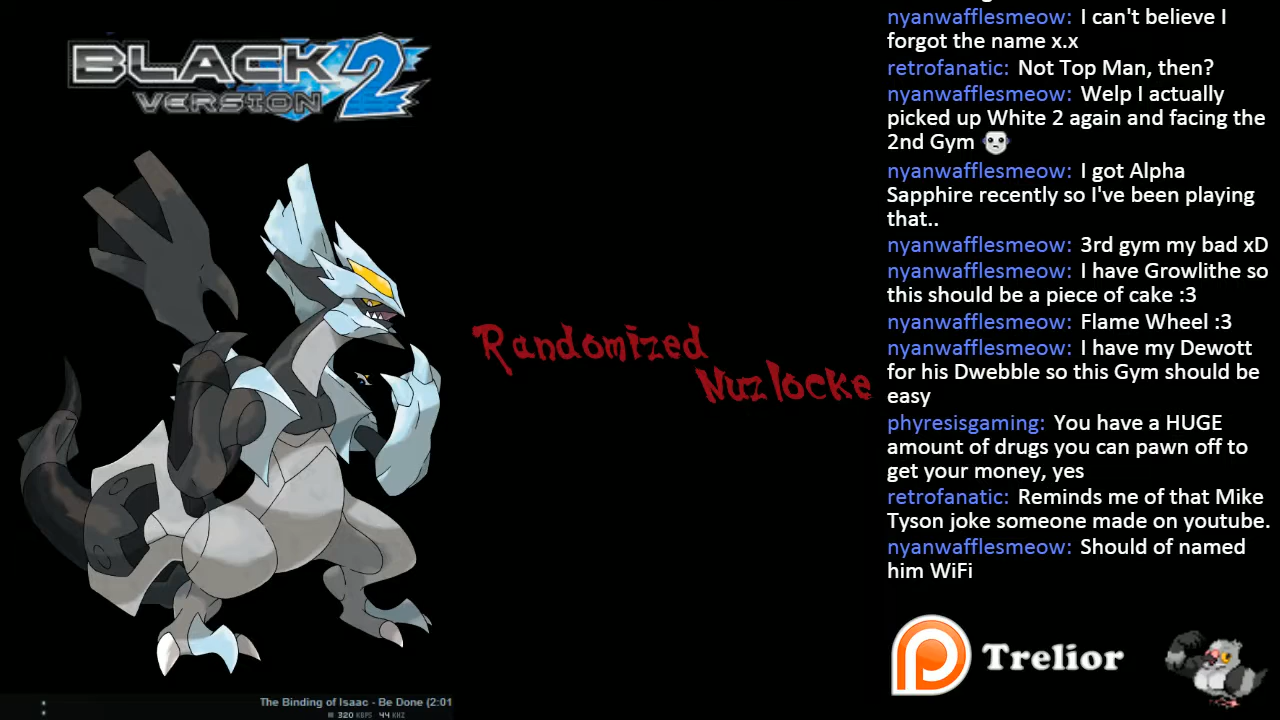 BLACK 2
VERSION
Randomized
Nuzlocke
nyanwafflesmeow: I can't believe I
forgot the name x.x
retrofanatic: Not Top Man, then?
nyanwafflesmeow: Welp I actually
picked up White 2 again and facing the
2nd Gym
nyanwafflesmeow: I got Alpha
Sapphire recently so I've been playing
that..
nyanwafflesmeow: 3rd gym my bad xD
nyanwafflesmeow: I have Growlithe so
this should be a piece of cake :3
nyanwafflesmeow: Flame Wheel :3
nyanwafflesmeow: I have my Dewott
for his Dwebble so this Gym should be
easy
phyresisgaming: You have a HUGE
amount of drugs you can pawn off to
get your money, yes
retrofanatic: Reminds me of that Mike
Tyson joke someone made on youtube.
nyanwafflesmeow: Should of named
him WiFi
Trelior
The Binding of Isaac - Be Done (2:01
320 KBPS 44 KHZ